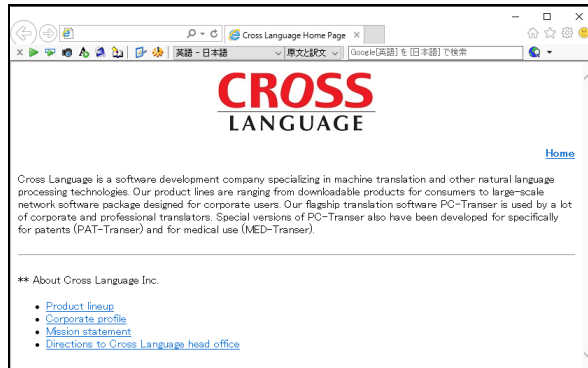 Cross Language Home Page
英語 - 日本語
原文と訳文
Google[英語] を [日本語] で検索
CROSS
LANGUAGE
Home
Cross Language is a software development company specializing in machine translation and other natural language
processing technologies. Our product lines are ranging from downloadable products for consumers to large-scale
network software package designed for corporate users. Our flagship translation software PC-Transer is used by a lot
of corporate and professional translators. Special versions of PC-Transer also have been developed for specifically
for patents (PAT-Transer) and for medical use (MED-Transer).
** About Cross Language Inc.
Product lineup
Corporate profile
Mission statement
Directions to Cross Language head office